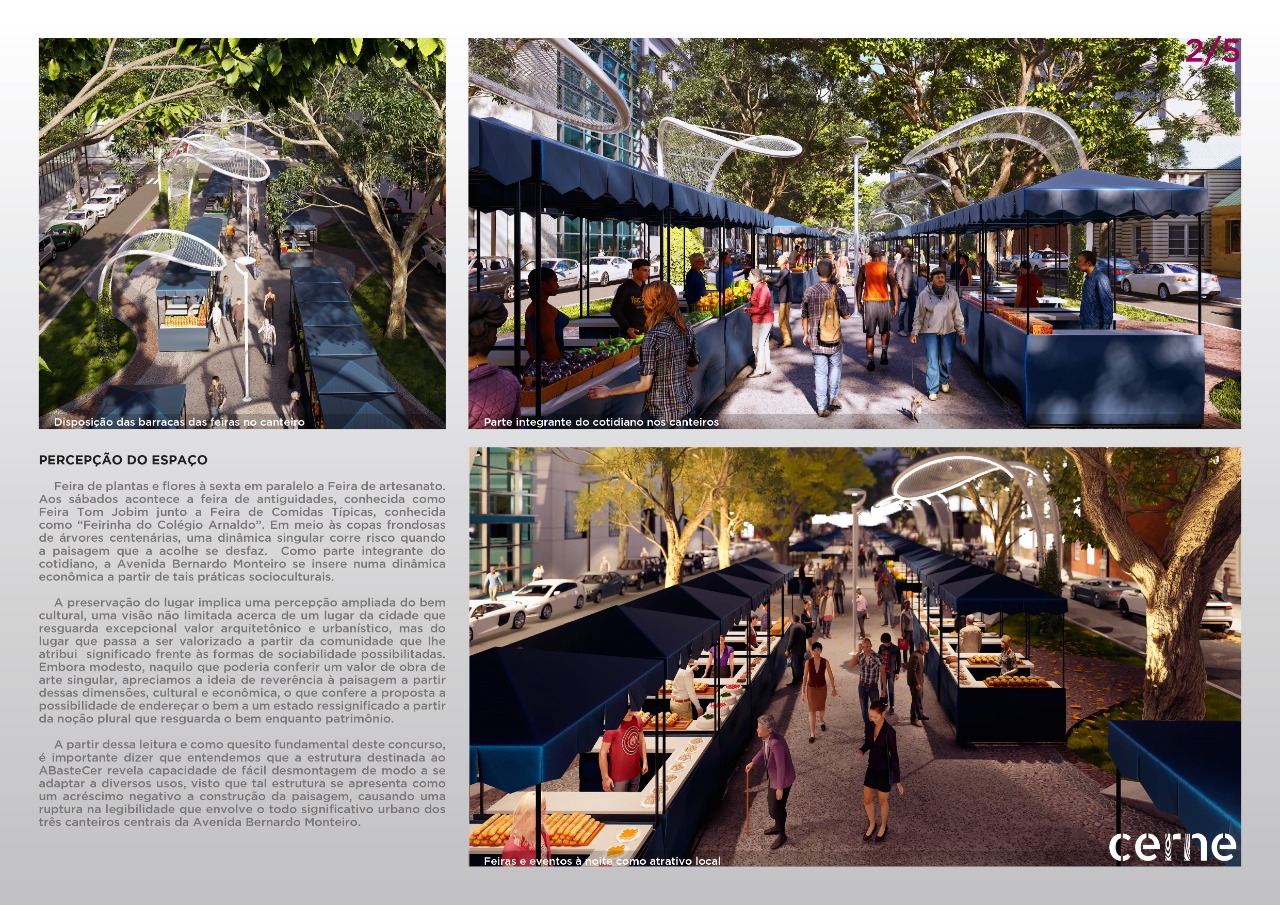 2/5
Disposição das barracas das feiras no canteiro
Parte integrante do cotidiano nos canteiros
PERCEPÇÃO DO ESPAÇO
Feira de plantas e flores à sexta em paralelo a Feira de artesanato.
Aos sábados acontece a feira de antiguidades, conhecida como
Feira Tom Jobim junto a Feira de Comidas Típicas, conhecida
como “Feirinha do Colégio Arnaldo”. Em meio às copas frondosas
de árvores centenárias, uma dinâmica singular corre risco quando
a paisagem que a acolhe se desfaz.  Como parte integrante do
cotidiano, a Avenida Bernardo Monteiro se insere numa dinâmica
econômica a partir de tais práticas socioculturais.
A preservação do lugar implica uma percepção ampliada do bem
cultural, uma visão não limitada acerca de um lugar da cidade que
resguarda excepcional valor arquitetônico e urbanístico, mas do
lugar que passa a ser valorizado a partir da comunidade que lhe
atribui  significado frente às formas de sociabilidade possibilitadas.
Embora modesto, naquilo que poderia conferir um valor de obra de
arte singular, apreciamos a ideia de reverência à paisagem a partir
dessas dimensões, cultural e econômica, o que confere a proposta a
possibilidade de endereçar o bem a um estado ressignificado a partir
da noção plural que resguarda o bem enquanto patrimônio.
A partir dessa leitura e como quesito fundamental deste concurso,
é importante dizer que entendemos que a estrutura destinada ao
ABasteCer revela capacidade de fácil desmontagem de modo a se
adaptar a diversos usos, visto que tal estrutura se apresenta como
um acréscimo negativo a construção da paisagem, causando uma
ruptura na legibilidade que envolve o todo significativo urbano dos
três canteiros centrais da Avenida Bernardo Monteiro.
Feiras e eventos à noite como atrativo local
cerne